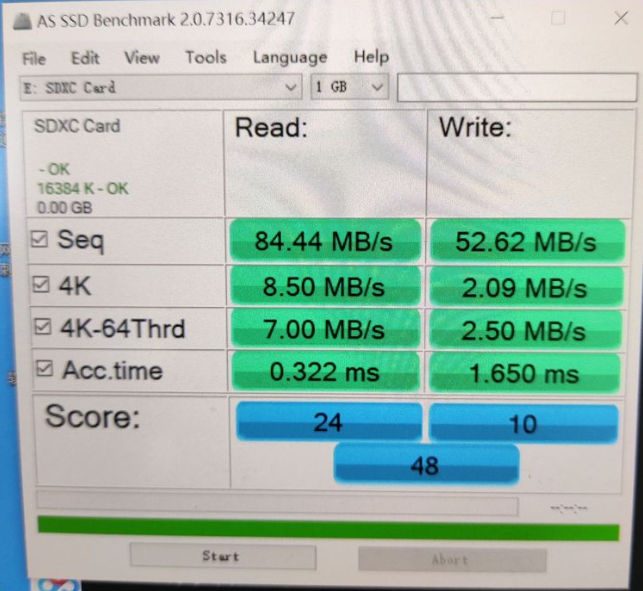 AS SSD Benchmark 2.0.7316.34247
File Edit View Tools Language Help
E: SDXC Card 1 GB
SDXC Card Read: Write:
- OK
16384 K - OK
0.00 GB
Seq 84.44 MB/s 52.62 MB/s
4K 8.50 MB/s 2.09 MB/s
4K-64Thrd 7.00 MB/s 2.50 MB/s
Acc.time 0.322 ms 1.650 ms
Score: 24 10
48
--:--:--
Start Abort